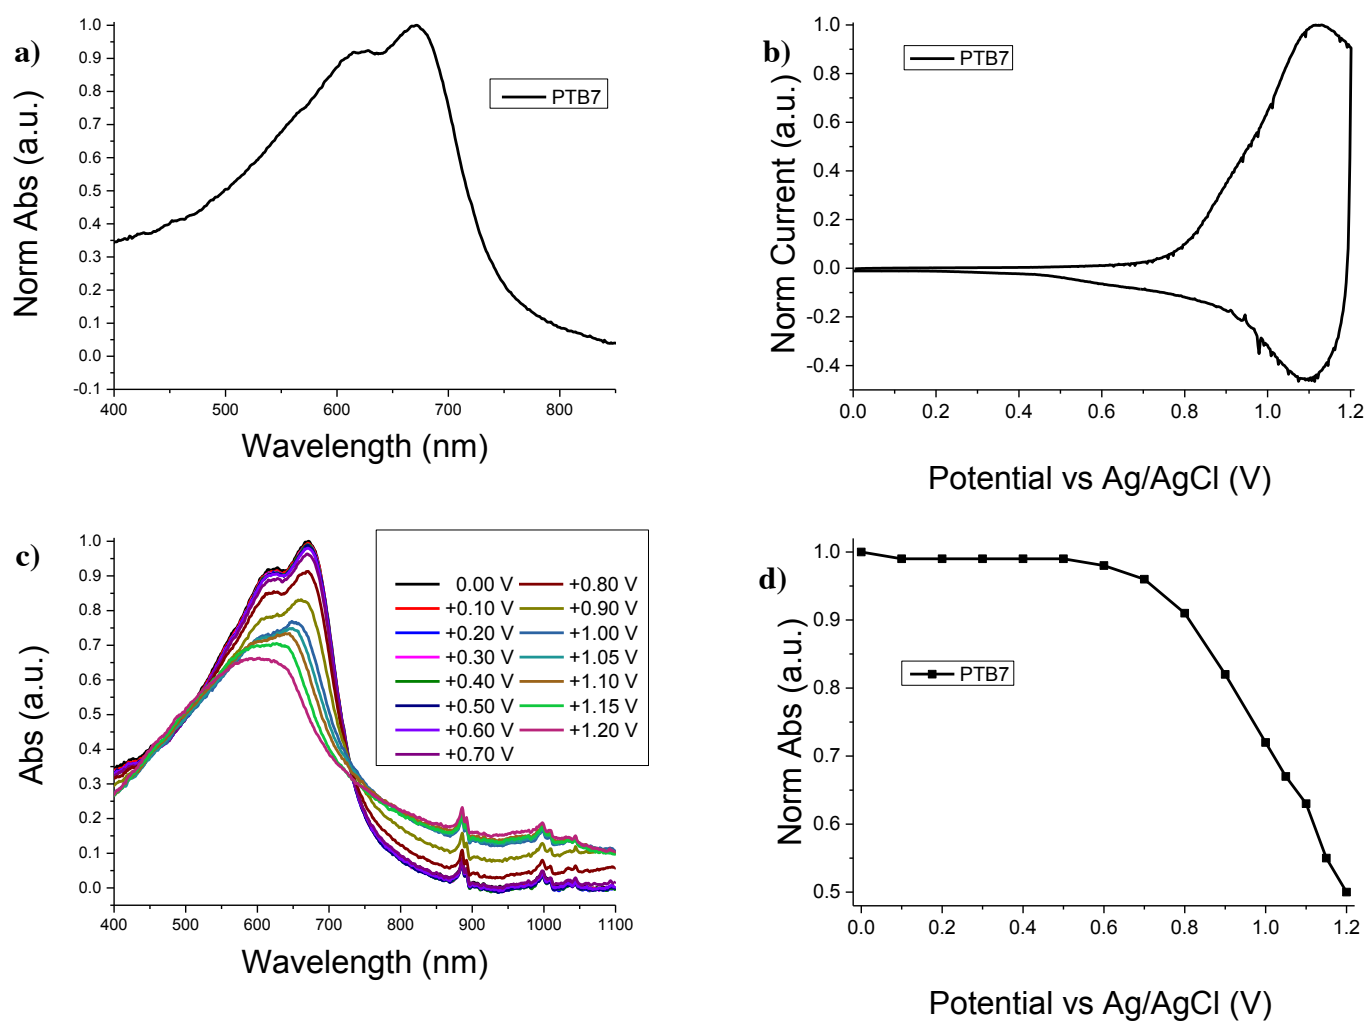 a)
Norm Abs (a.u.)
1.0
0.9
0.8
0.7
0.6
0.5
0.4
0.3
0.2
0.1
0.0
-0.1
400 500 600 700 800
Wavelength (nm)
PTB7
b)
Norm Current (a.u.)
1.0
0.8
0.6
0.4
0.2
0.0
-0.2
-0.4
0.0 0.2 0.4 0.6 0.8 1.0 1.2
Potential vs Ag/AgCl (V)
PTB7
c)
Abs (a.u.)
1.0
0.9
0.8
0.7
0.6
0.5
0.4
0.3
0.2
0.1
0.0
400 500 600 700 800 900 1000 1100
Wavelength (nm)
0.00 V +0.80 V
+0.10 V +0.90 V
+0.20 V +1.00 V
+0.30 V +1.05 V
+0.40 V +1.10 V
+0.50 V +1.15 V
+0.60 V +1.20 V
+0.70 V
d)
Norm Abs (a.u.)
1.0
0.9
0.8
0.7
0.6
0.5
0.0 0.2 0.4 0.6 0.8 1.0 1.2
Potential vs Ag/AgCl (V)
PTB7